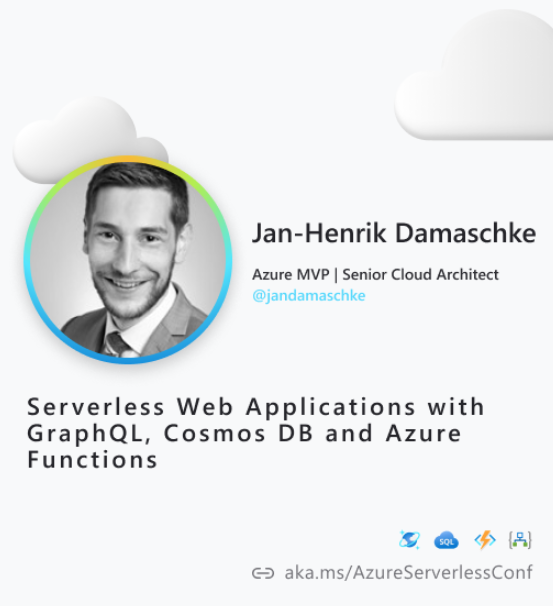 Jan-Henrik Damaschke
Azure MVP | Senior Cloud Architect
@jandamaschke
Serverless Web Applications with
GraphQL, Cosmos DB and Azure
Functions
SQL
aka.ms/AzureServerlessConf